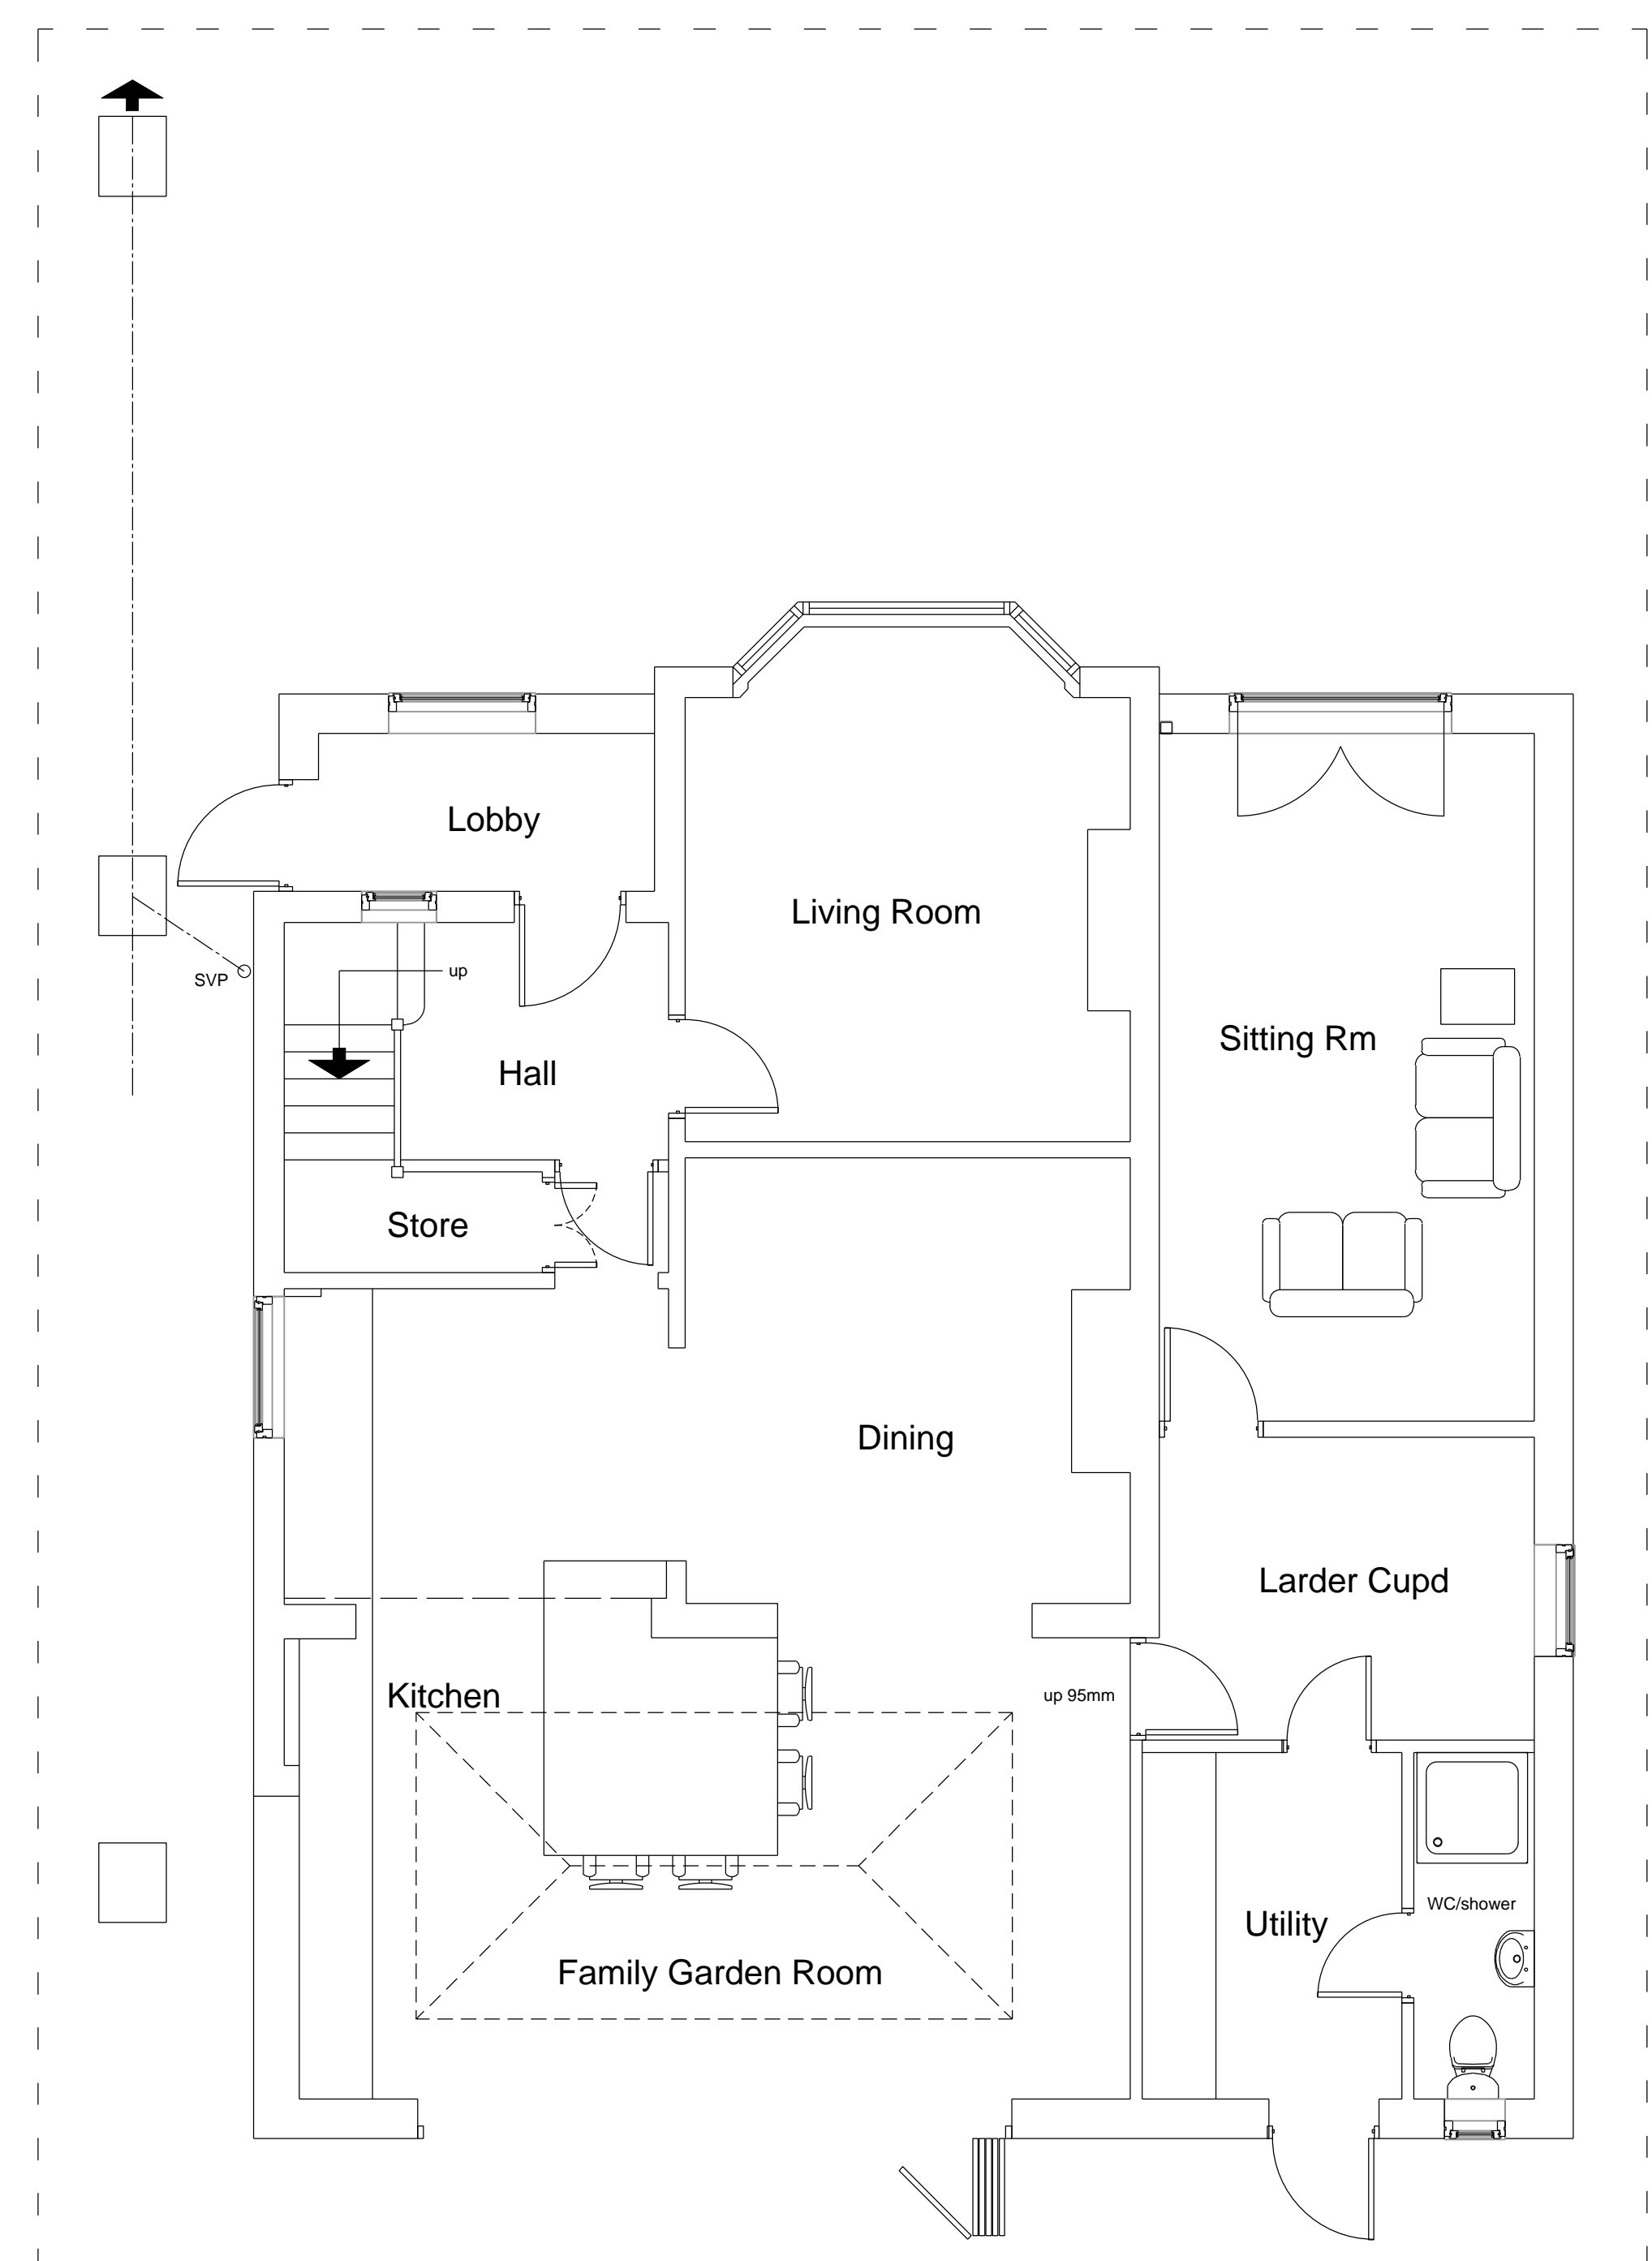 Lobby
Living Room
up
SVP
Sitting Rm
Hall
Store
Dining
Larder Cupd
Kitchen
up 95mm
WC/shower
Utility
Family Garden Room